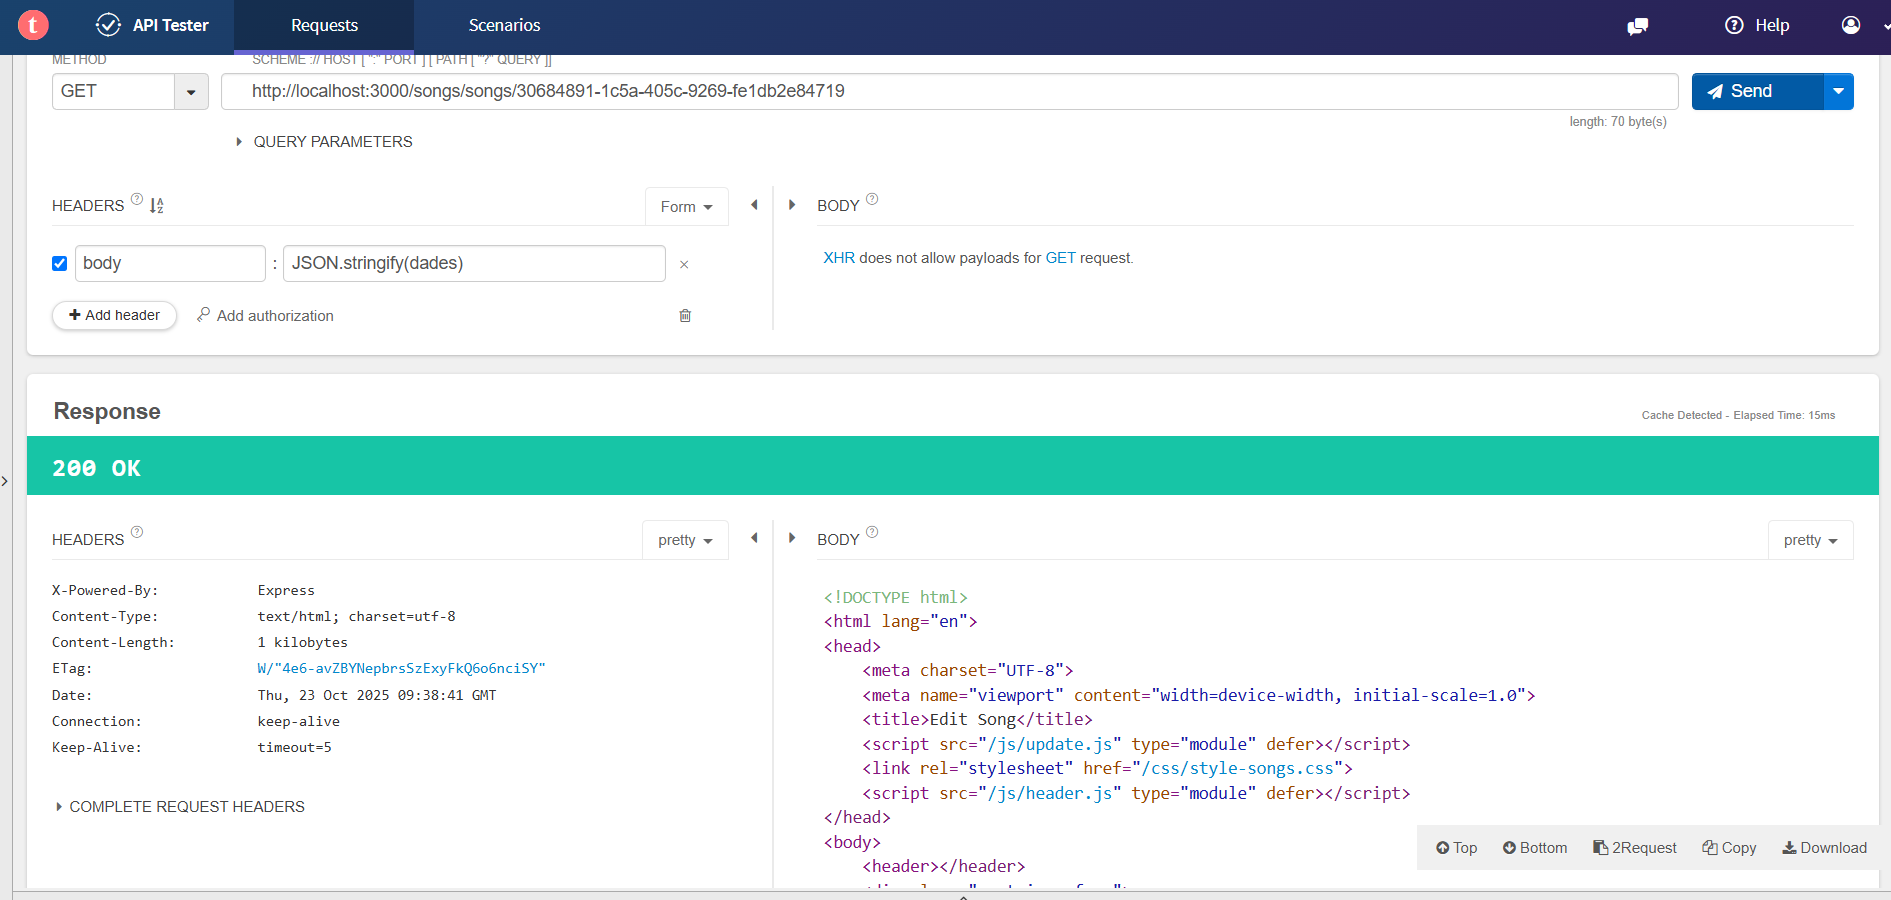 t API Tester Requests Scenarios Help
METHOD SCHEME :// HOST [ ":" PORT ] [ PATH [ "?" QUERY ]]
GET http://localhost:3000/songs/songs/30684891-1c5a-405c-9269-fe1db2e84719 Send
length: 70 byte(s)
QUERY PARAMETERS
HEADERS ? Form BODY ?
body : JSON.stringify(dades) ×
XHR does not allow payloads for GET request.
+ Add header Add authorization
Response
Cache Detected - Elapsed Time: 15ms
200 OK
HEADERS ? pretty BODY ? pretty
X-Powered-By: Express
Content-Type: text/html; charset=utf-8
Content-Length: 1 kilobytes
ETag: W/"4e6-avZBYNepbrsSzExyFkQ6o6nciSY"
Date: Thu, 23 Oct 2025 09:38:41 GMT
Connection: keep-alive
Keep-Alive: timeout=5
COMPLETE REQUEST HEADERS
<!DOCTYPE html>
<html lang="en">
<head>
<meta charset="UTF-8">
<meta name="viewport" content="width=device-width, initial-scale=1.0">
<title>Edit Song</title>
<script src="/js/update.js" type="module" defer></script>
<link rel="stylesheet" href="/css/style-songs.css">
<script src="/js/header.js" type="module" defer></script>
</head>
<body>
<header></header>
Top Bottom 2Request Copy Download